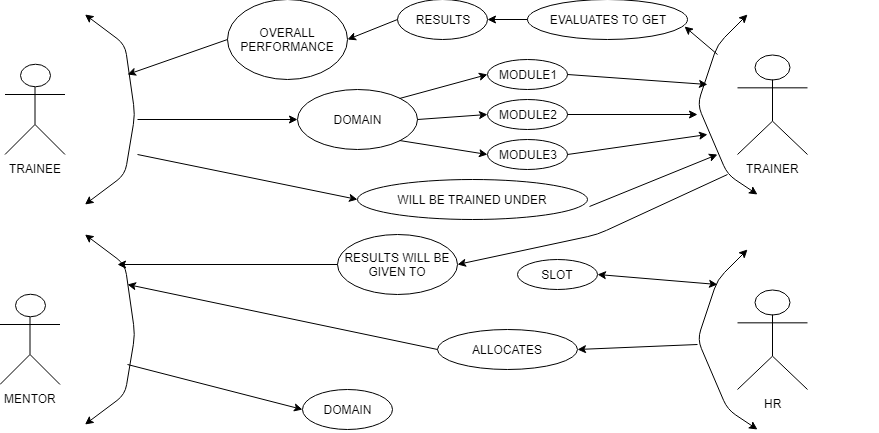 OVERALL
PERFORMANCE
RESULTS
EVALUATES TO GET
MODULE1
DOMAIN
MODULE2
MODULE3
TRAINEE
TRAINER
WILL BE TRAINED UNDER
RESULTS WILL BE
GIVEN TO
SLOT
ALLOCATES
MENTOR
DOMAIN
HR